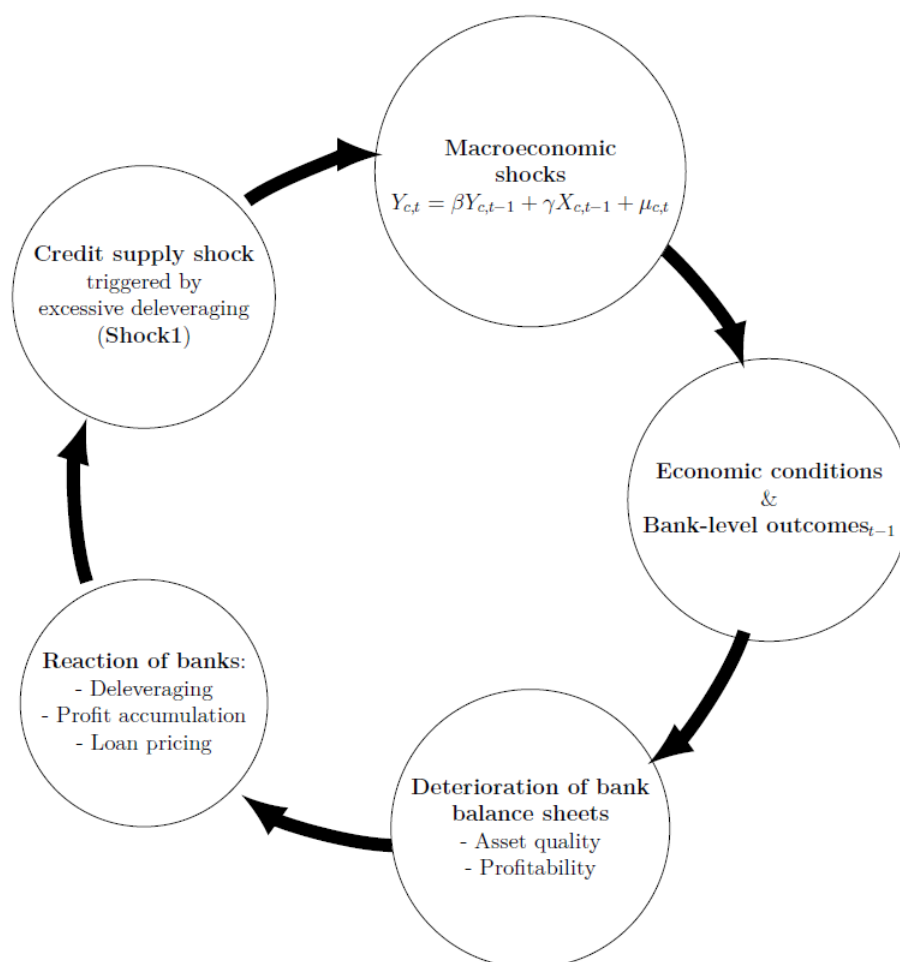 Macroeconomic
shocks
Y_{c,t} = βY_{c,t−1} + γX_{c,t−1} + μ_{c,t}
Credit supply shock
triggered by
excessive deleveraging
(Shock1)
Economic conditions
&
Bank-level outcomes_{t−1}
Reaction of banks:
- Deleveraging
- Profit accumulation
- Loan pricing
Deterioration of bank
balance sheets
- Asset quality
- Profitability